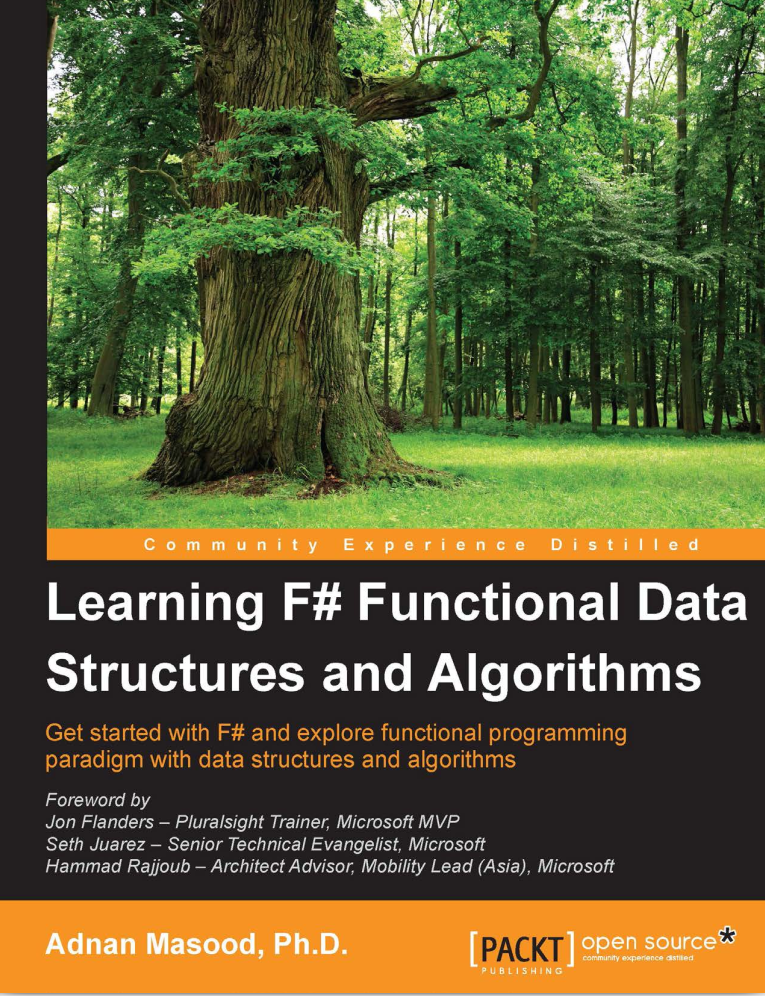 Community Experience Distilled
Learning F# Functional Data
Structures and Algorithms
Get started with F# and explore functional programming
paradigm with data structures and algorithms
Foreword by
Jon Flanders – Pluralsight Trainer, Microsoft MVP
Seth Juarez – Senior Technical Evangelist, Microsoft
Hammad Rajjoub – Architect Advisor, Mobility Lead (Asia), Microsoft
Adnan Masood, Ph.D.
[PACKT] open source*
PUBLISHING community experience distilled